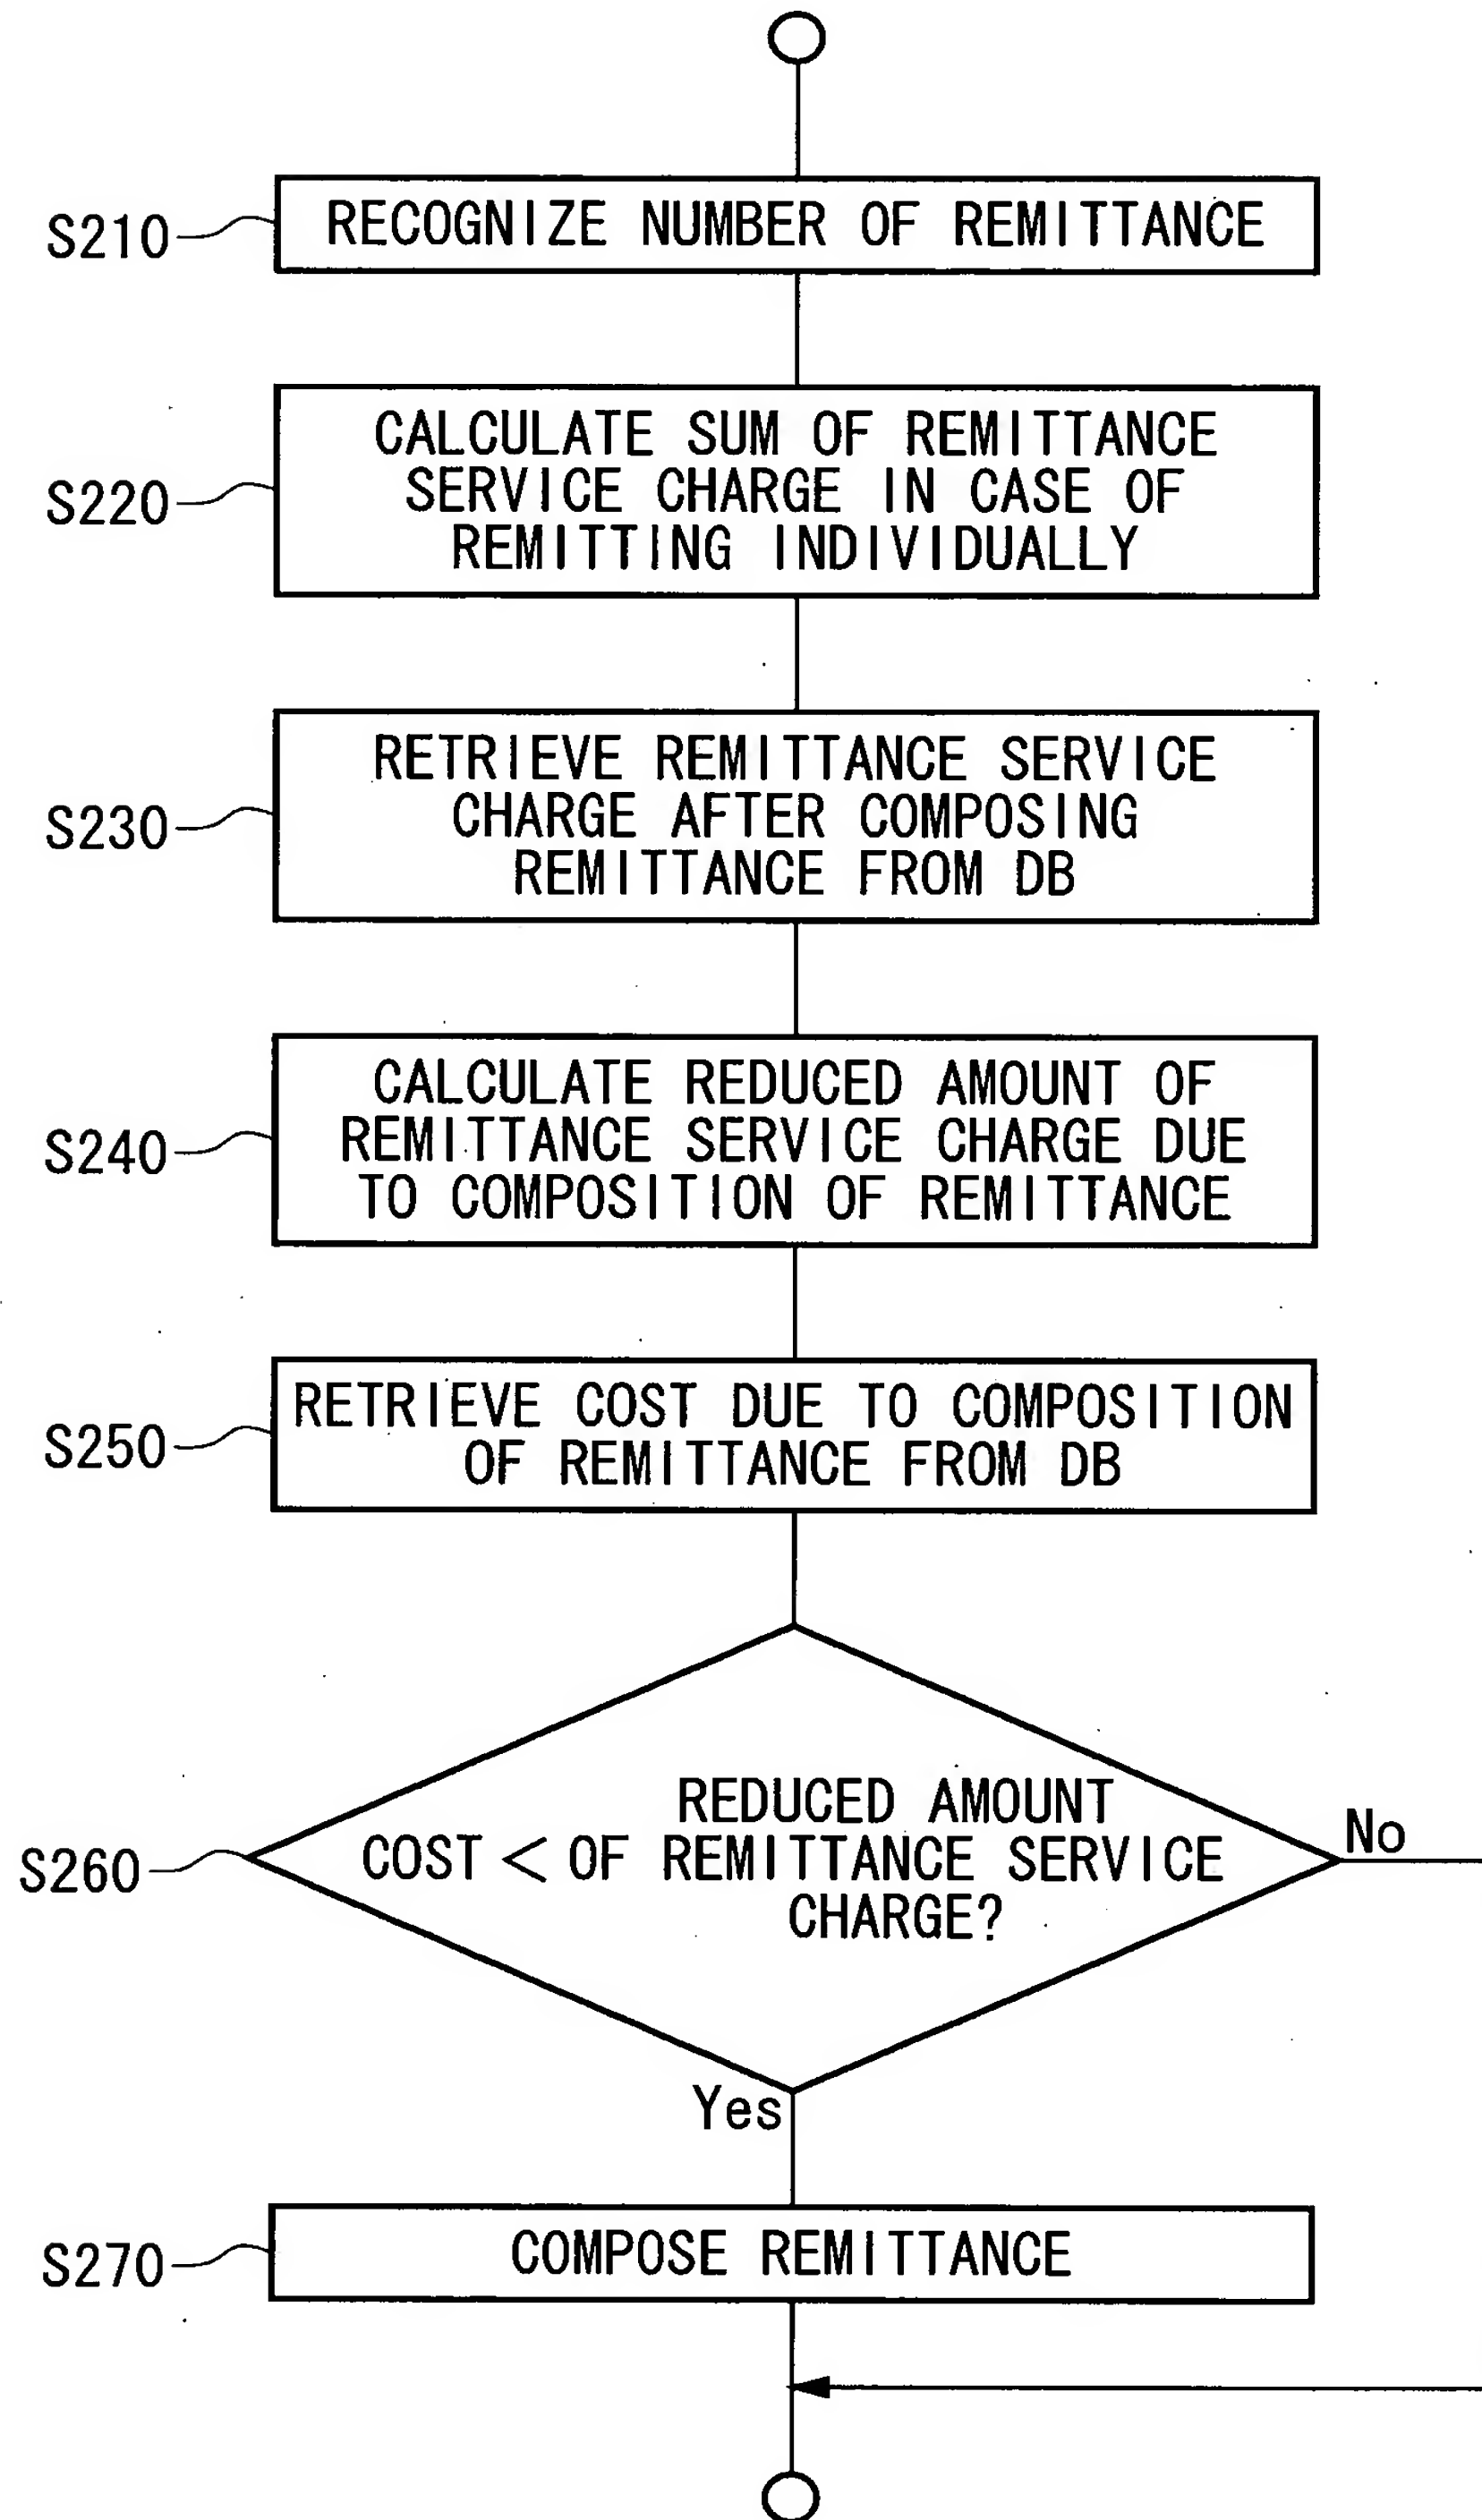 S210
RECOGNIZE NUMBER OF REMITTANCE
S220
CALCULATE SUM OF REMITTANCE
SERVICE CHARGE IN CASE OF
REMITTING INDIVIDUALLY
S230
RETRIEVE REMITTANCE SERVICE
CHARGE AFTER COMPOSING
REMITTANCE FROM DB
S240
CALCULATE REDUCED AMOUNT OF
REMITTANCE SERVICE CHARGE DUE
TO COMPOSITION OF REMITTANCE
S250
RETRIEVE COST DUE TO COMPOSITION
OF REMITTANCE FROM DB
S260
REDUCED AMOUNT
COST < OF REMITTANCE SERVICE
CHARGE?
No
Yes
S270
COMPOSE REMITTANCE